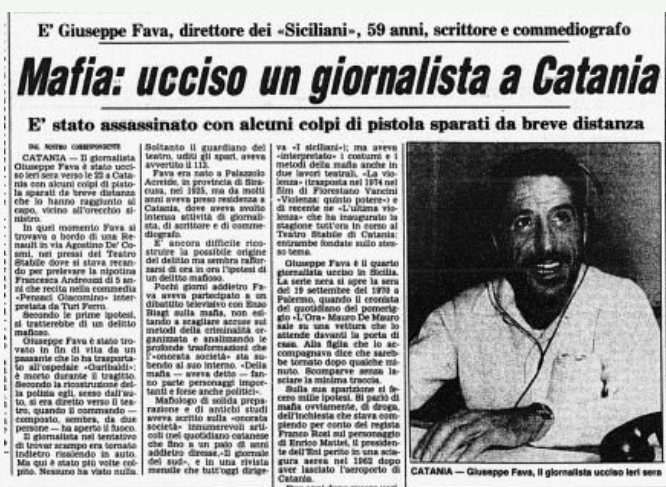 E' Giuseppe Fava, direttore dei «Siciliani», 59 anni, scrittore e commediografo
Mafia: ucciso un giornalista a Catania
E' stato assassinato con alcuni colpi di pistola sparati da breve distanza
DAL NOSTRO CORRISPONDENTE
CATANIA — Il giornalista
Giuseppe Fava è stato ucci-
so ieri sera verso le 22 a Cata-
nia con alcuni colpi di pisto-
la sparati da breve distanza
che lo hanno raggiunto al
capo, vicino all'orecchio si-
nistro.
In quel momento Fava si
trovava a bordo di una Re-
nault in via Agostino De' Co-
smi, nei pressi del Teatro
Stabile dove si stava recan-
do per prelevare la nipotina
Francesca Andreozzi di 5 an-
ni che recita nella commedia
«Pensaci Giacomino» inter-
pretata da Turi Ferro.
Secondo le prime ipotesi,
si tratterebbe di un delitto
mafioso.
Giuseppe Fava è stato tro-
vato in fin di vita da un
passante che lo ha trasporta-
to all'ospedale «Garibaldi»:
è morto durante il tragitto.
Secondo la ricostruzione del-
la polizia egli, sceso dall'au-
to, si era diretto verso il tea-
tro, quando il commando —
composto, sembra, da due
persone — ha aperto il fuoco.
Il giornalista nel tentativo
di trovar scampo era tornato
indietro risalendo in auto.
Ma qui è stato più volte col-
pito. Nessuno ha visto nulla.
Soltanto il guardiano del
teatro, uditi gli spari, aveva
avvertito il 113.
Fava era nato a Palazzolo
Acreide, in provincia di Sira-
cusa, nel 1925, ma da molti
anni aveva preso residenza a
Catania, dove aveva svolto
intensa attività di giornali-
sta, di scrittore e di comme-
diografo.
E' ancora difficile rico-
struire la possibile origine
del delitto ma sembra raffor-
zarsi di ora in ora l'ipotesi di
un delitto mafioso.
Pochi giorni addietro Fa-
va aveva partecipato a un
dibattito televisivo con Enzo
Biagi sulla mafia, non esi-
tando a scagliare accuse sui
metodi della criminalità or-
ganizzata e analizzando le
profonde trasformazioni che
l'«onorata società» sta su-
bendo al suo interno. «Della
mafia — aveva detto — fan-
no parte personaggi impor-
tanti e forse anche politici».
Mafiologo di solida prepa-
razione e di antichi studi
aveva scritto sulla «onorata
società» innumerevoli arti-
coli (nel quotidiano catanese
che fino a un palo di anni
addietro diresse, «Il giornale
del sud», e in una rivista
mensile che tutt'oggi dirige-
va «I siciliani»); ma aveva
«interpretato» i costumi e i
metodi della mafia anche in
due lavori teatrali, «La vio-
lenza» (trasposta nel 1974 nel
film di Florestano Vancini
«Violenza: quinto potere») e
di recente ne «L'ultima vio-
lenza» che ha inaugurato la
stagione tutt'ora in corso al
Teatro Stabile di Catania:
entrambe fondate sullo stes-
so tema.
Giuseppe Fava è il quarto
giornalista ucciso in Sicilia.
La serie nera si apre la sera
del 19 settembre del 1970 a
Palermo, quando il cronista
del quotidiano del pomerig-
gio «L'Ora» Mauro De Mauro
sale su una vettura che lo
attende davanti la porta di
casa. Alla figlia che lo ac-
compagnava dice che sareb-
be tornato dopo qualche mi-
nuto. Scomparve senza la-
sciare la minima traccia.
Sulla sua sparizione si fe-
cero mille ipotesi. Si parlò di
mafia ovviamente, di droga,
dell'inchiesta che stava com-
piendo per conto del regista
Franco Rosi sul personaggio
di Enrico Mattei, il presiden-
te dell'Eni perito in una scia-
gura aerea nel 1962 dopo
aver lasciato l'aeroporto di
Catania.
CATANIA — Giuseppe Fava, il giornalista ucciso ieri sera